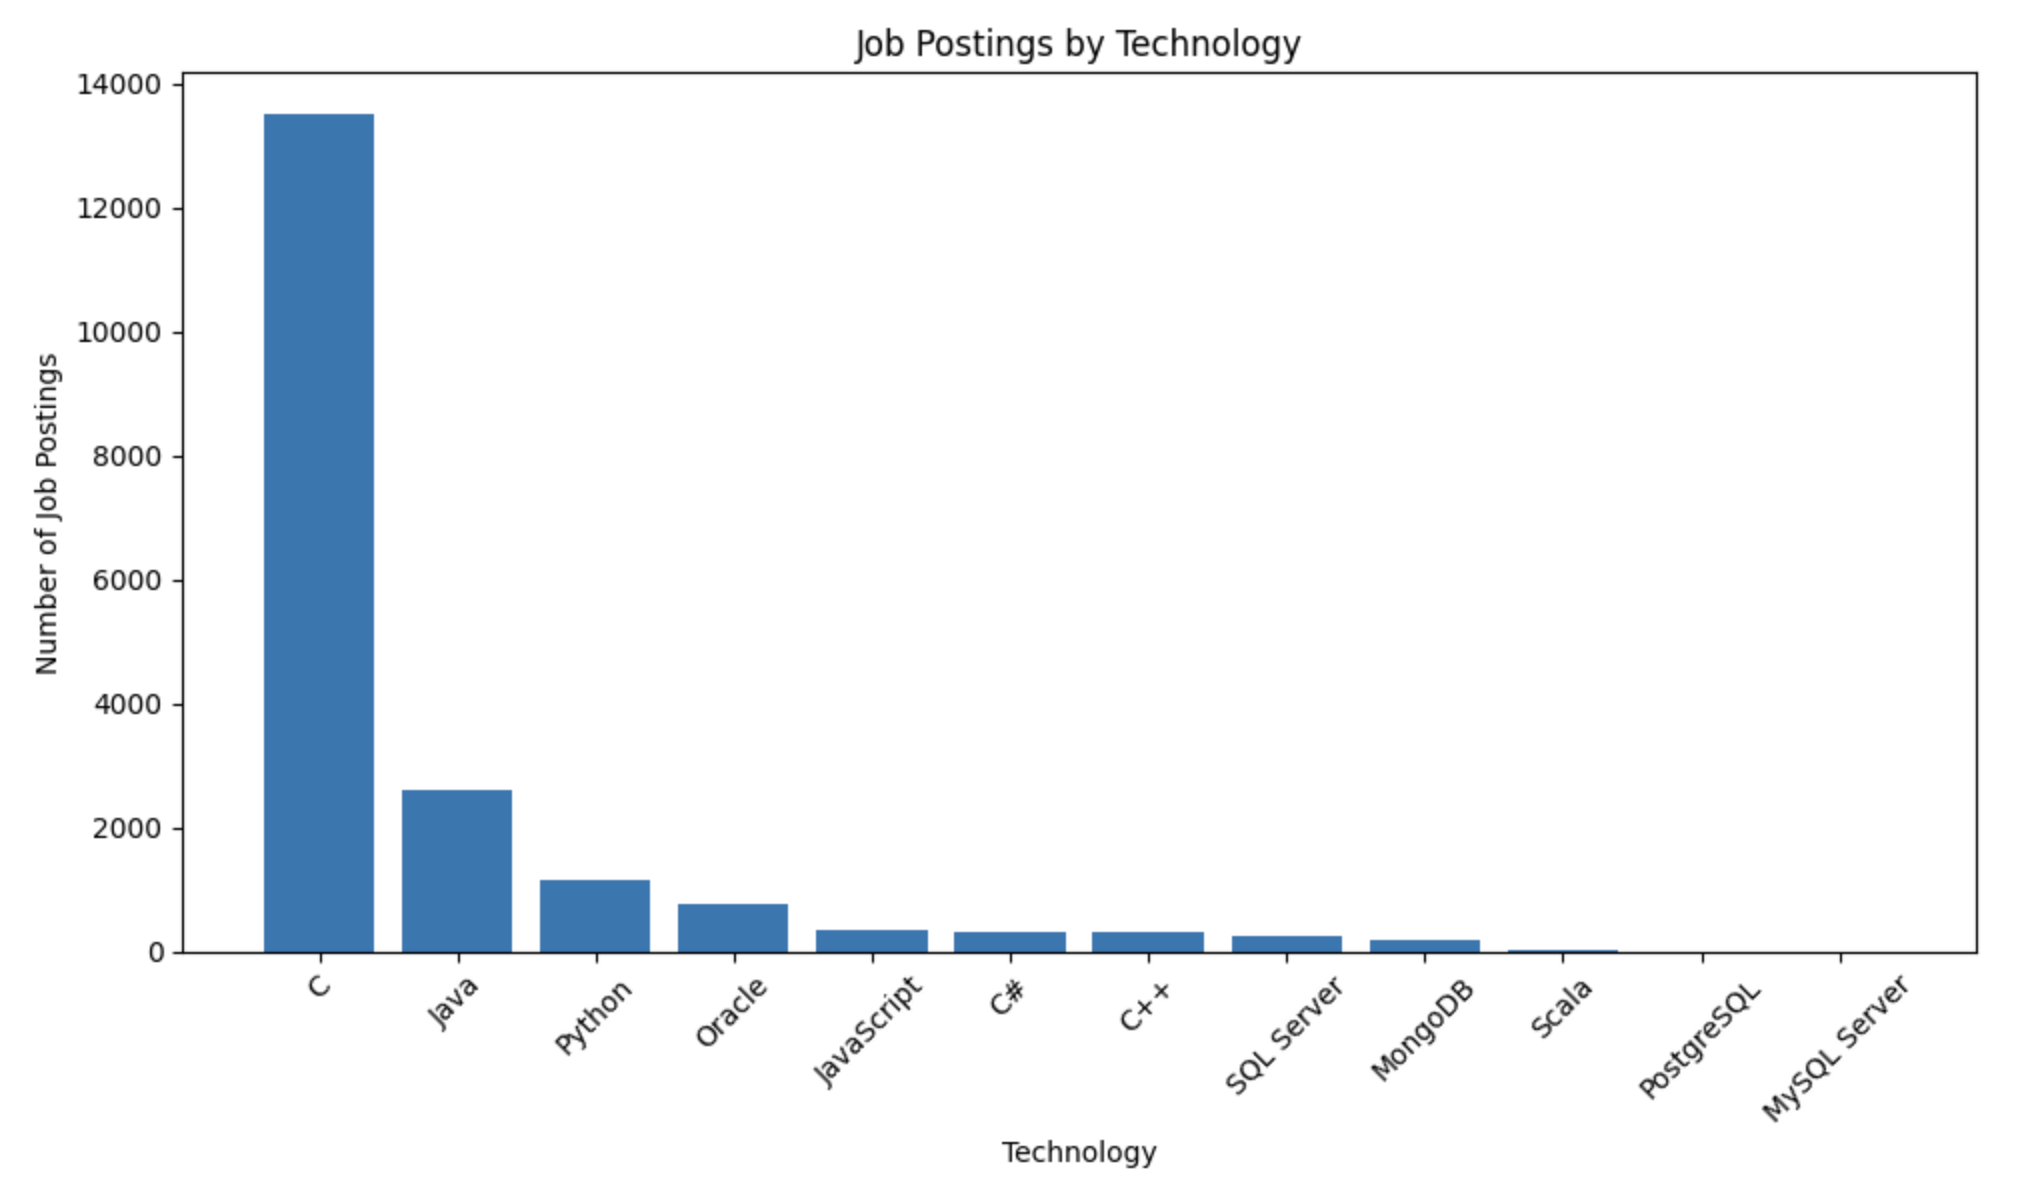 Job Postings by Technology
14000
12000
10000
8000
6000
4000
2000
0
Number of Job Postings
C
Java
Python
Oracle
JavaScript
C#
C++
SQL Server
MongoDB
Scala
PostgreSQL
MySQL Server
Technology